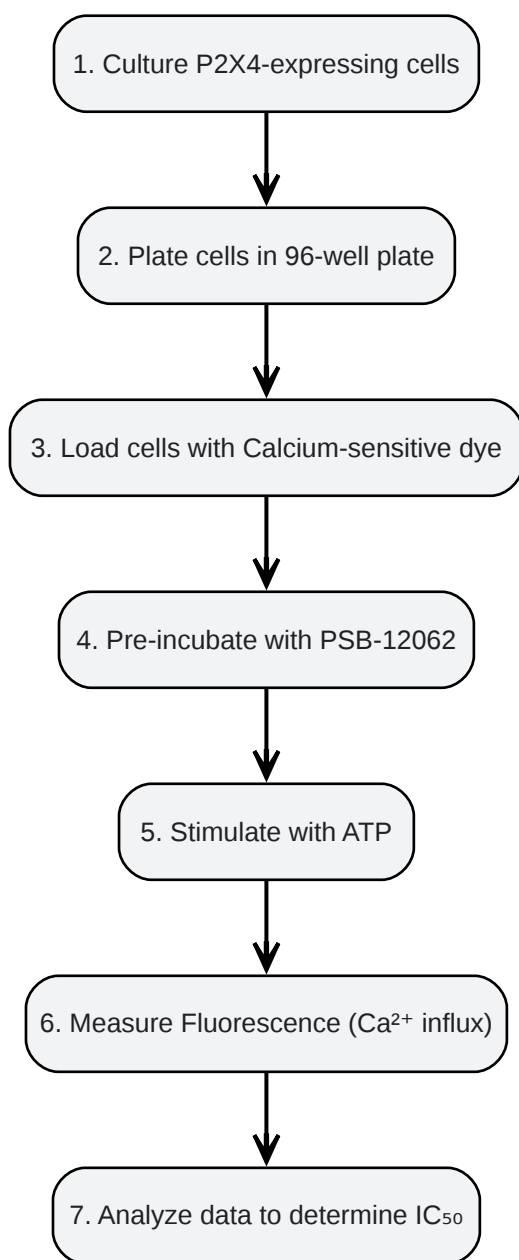 1. Culture P2X4-expressing cells
2. Plate cells in 96-well plate
3. Load cells with Calcium-sensitive dye
4. Pre-incubate with PSB-12062
5. Stimulate with ATP
6. Measure Fluorescence (Ca²⁺ influx)
7. Analyze data to determine IC₅₀